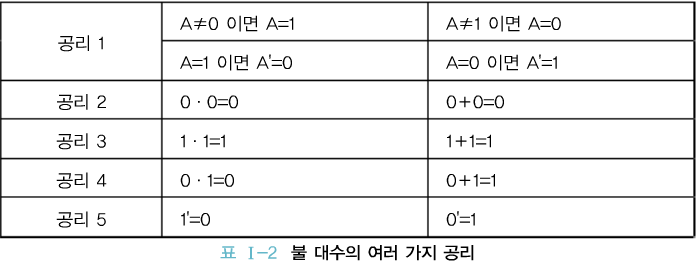 공리 1
A≠0 이면 A=1
A≠1 이면 A=0
A=1 이면 A'=0
A=0 이면 A'=1
공리 2
0 · 0=0
0+0=0
공리 3
1 · 1=1
1+1=1
공리 4
0 · 1=0
0+1=1
공리 5
1'=0
0'=1
표 Ⅰ-2 불 대수의 여러 가지 공리